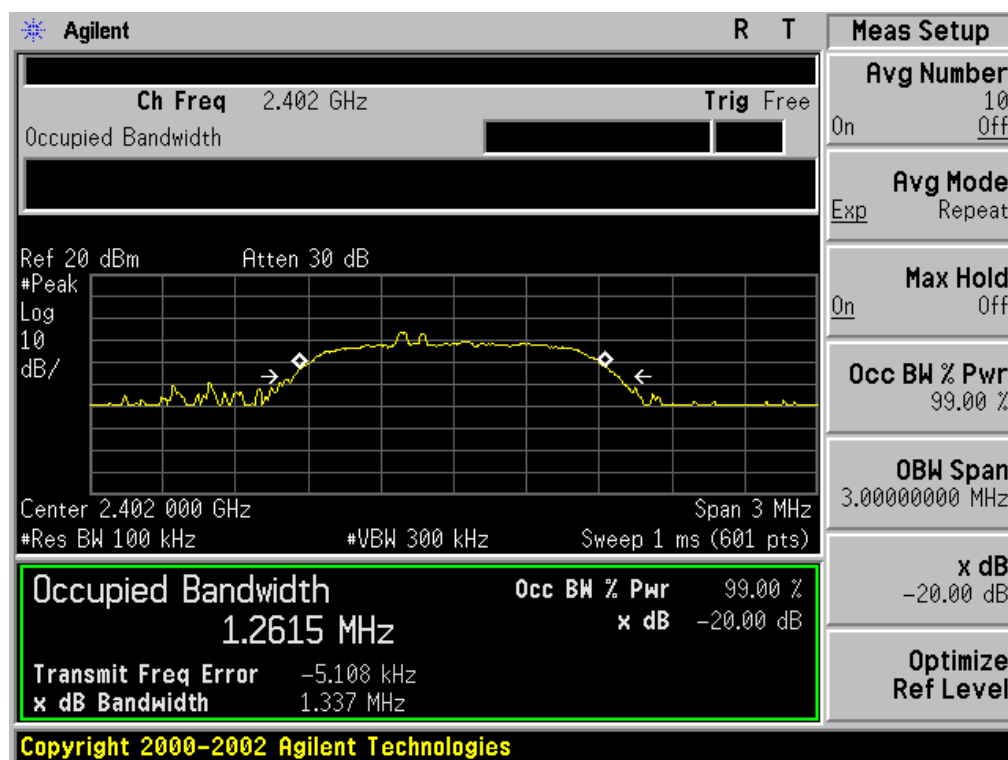 Agilent R T
Ch Freq 2.402 GHz Trig Free
Occupied Bandwidth
Ref 20 dBm Atten 30 dB
#Peak
Log
10
dB/
Center 2.402 000 GHz Span 3 MHz
#Res BW 100 kHz #VBW 300 kHz Sweep 1 ms (601 pts)
Occupied Bandwidth Occ BW % Pwr 99.00 %
1.2615 MHz x dB -20.00 dB
Transmit Freq Error -5.108 kHz
x dB Bandwidth 1.337 MHz
Copyright 2000-2002 Agilent Technologies
Meas Setup
Avg Number
10
On Off
Avg Mode
Exp Repeat
Max Hold
On Off
Occ BW % Pwr
99.00 %
OBW Span
3.00000000 MHz
x dB
-20.00 dB
Optimize
Ref Level